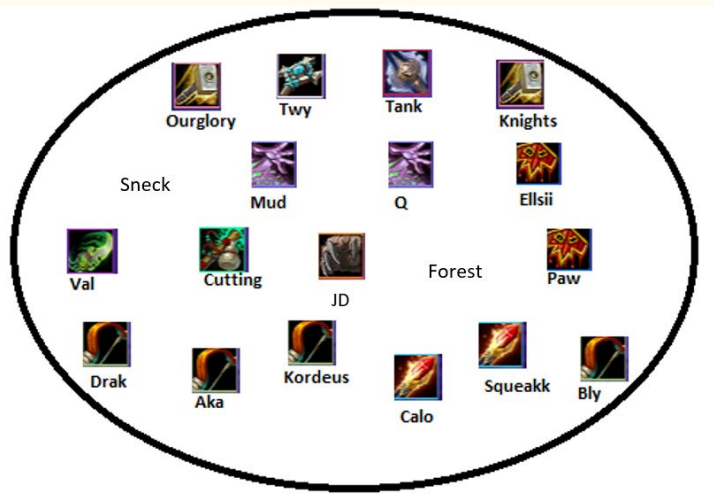 Ourglory
Twy
Tank
Knights
Sneck
Mud
Q
Ellsii
Val
Cutting
JD
Forest
Paw
Drak
Aka
Kordeus
Calo
Squeakk
Bly